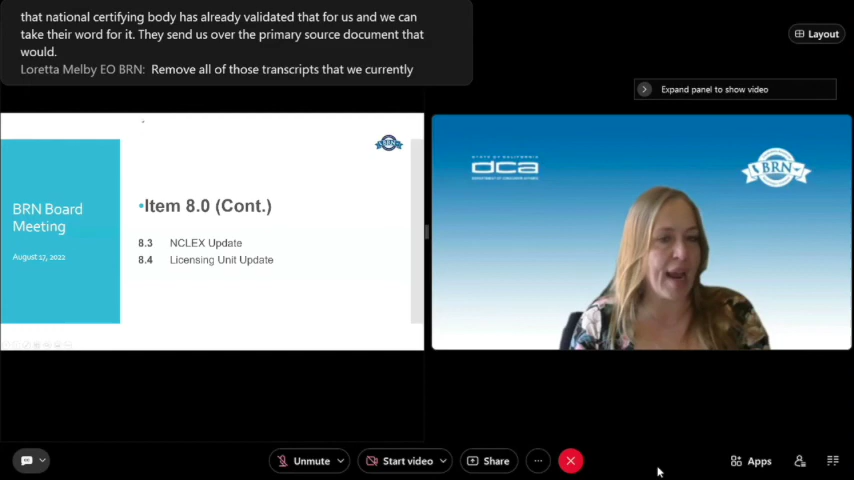 that national certifying body has already validated that for us and we can
take their word for it. They send us over the primary source document that
would.
Loretta Melby EO BRN: Remove all of those transcripts that we currently
Layout
Expand panel to show video
BRN
BRN Board
Meeting
August 17, 2022
•Item 8.0 (Cont.)
8.3 NCLEX Update
8.4 Licensing Unit Update
STATE OF CALIFORNIA
dca
DEPARTMENT OF CONSUMER AFFAIRS
BRN
Unmute
Start video
Share
Apps